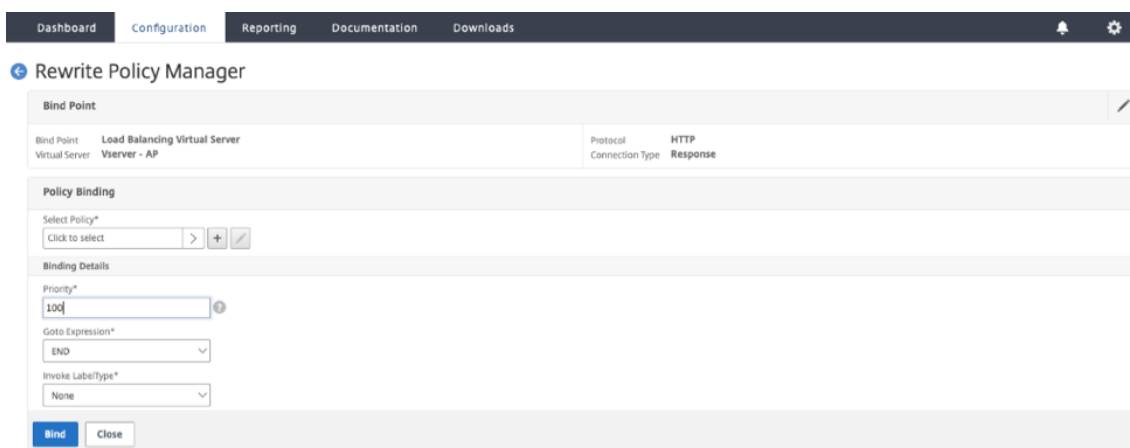 Dashboard Configuration Reporting Documentation Downloads
Rewrite Policy Manager
Bind Point
Bind Point Load Balancing Virtual Server Protocol HTTP
Virtual Server Vserver - AP Connection Type Response
Policy Binding
Select Policy*
Click to select > +
Binding Details
Priority*
100 ?
Goto Expression*
END
Invoke LabelType*
None
Bind Close